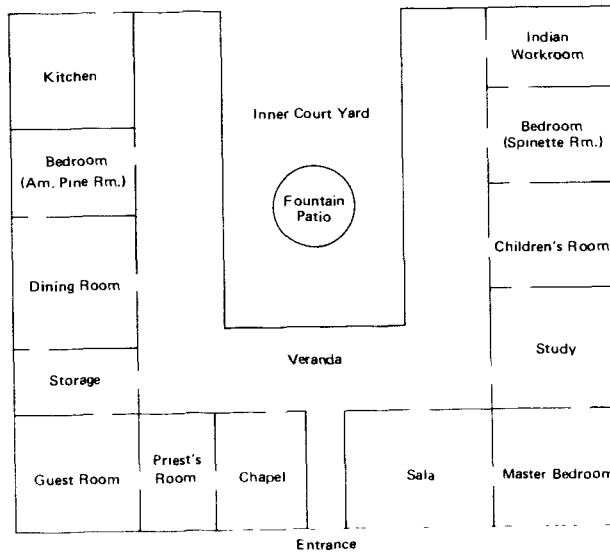 Indian
Workroom
Kitchen
Inner Court Yard
Bedroom
(Spinette Rm.)
Bedroom
(Am. Pine Rm.)
Fountain
Patio
Children's Room
Dining Room
Veranda
Study
Storage
Guest Room
Priest's
Room
Chapel
Sala
Master Bedroom
Entrance